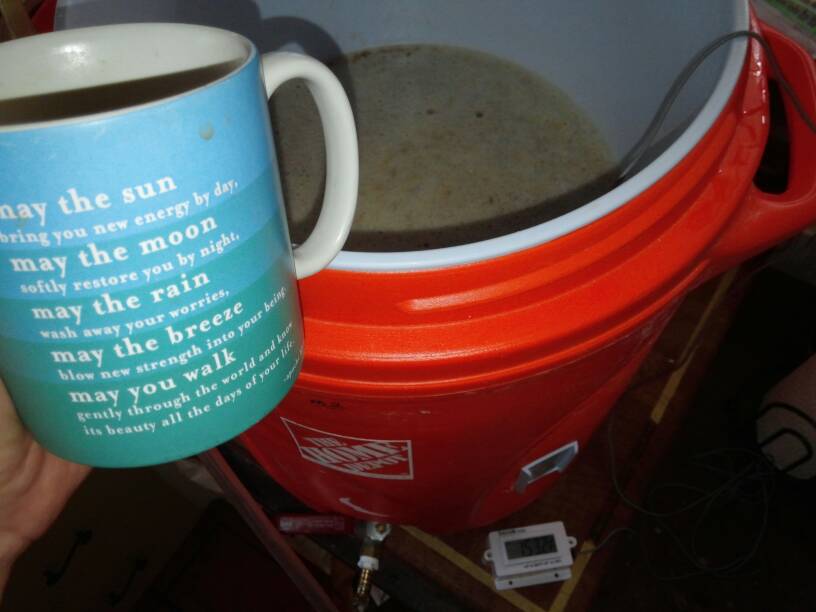 may the sun
bring you new energy by day,
may the moon
softly restore you by night,
may the rain
wash away your worries,
may the breeze
blow new strength into your being.
may you walk
gently through the world and know
its beauty all the days of your life.
THE
HOME
DEPOT